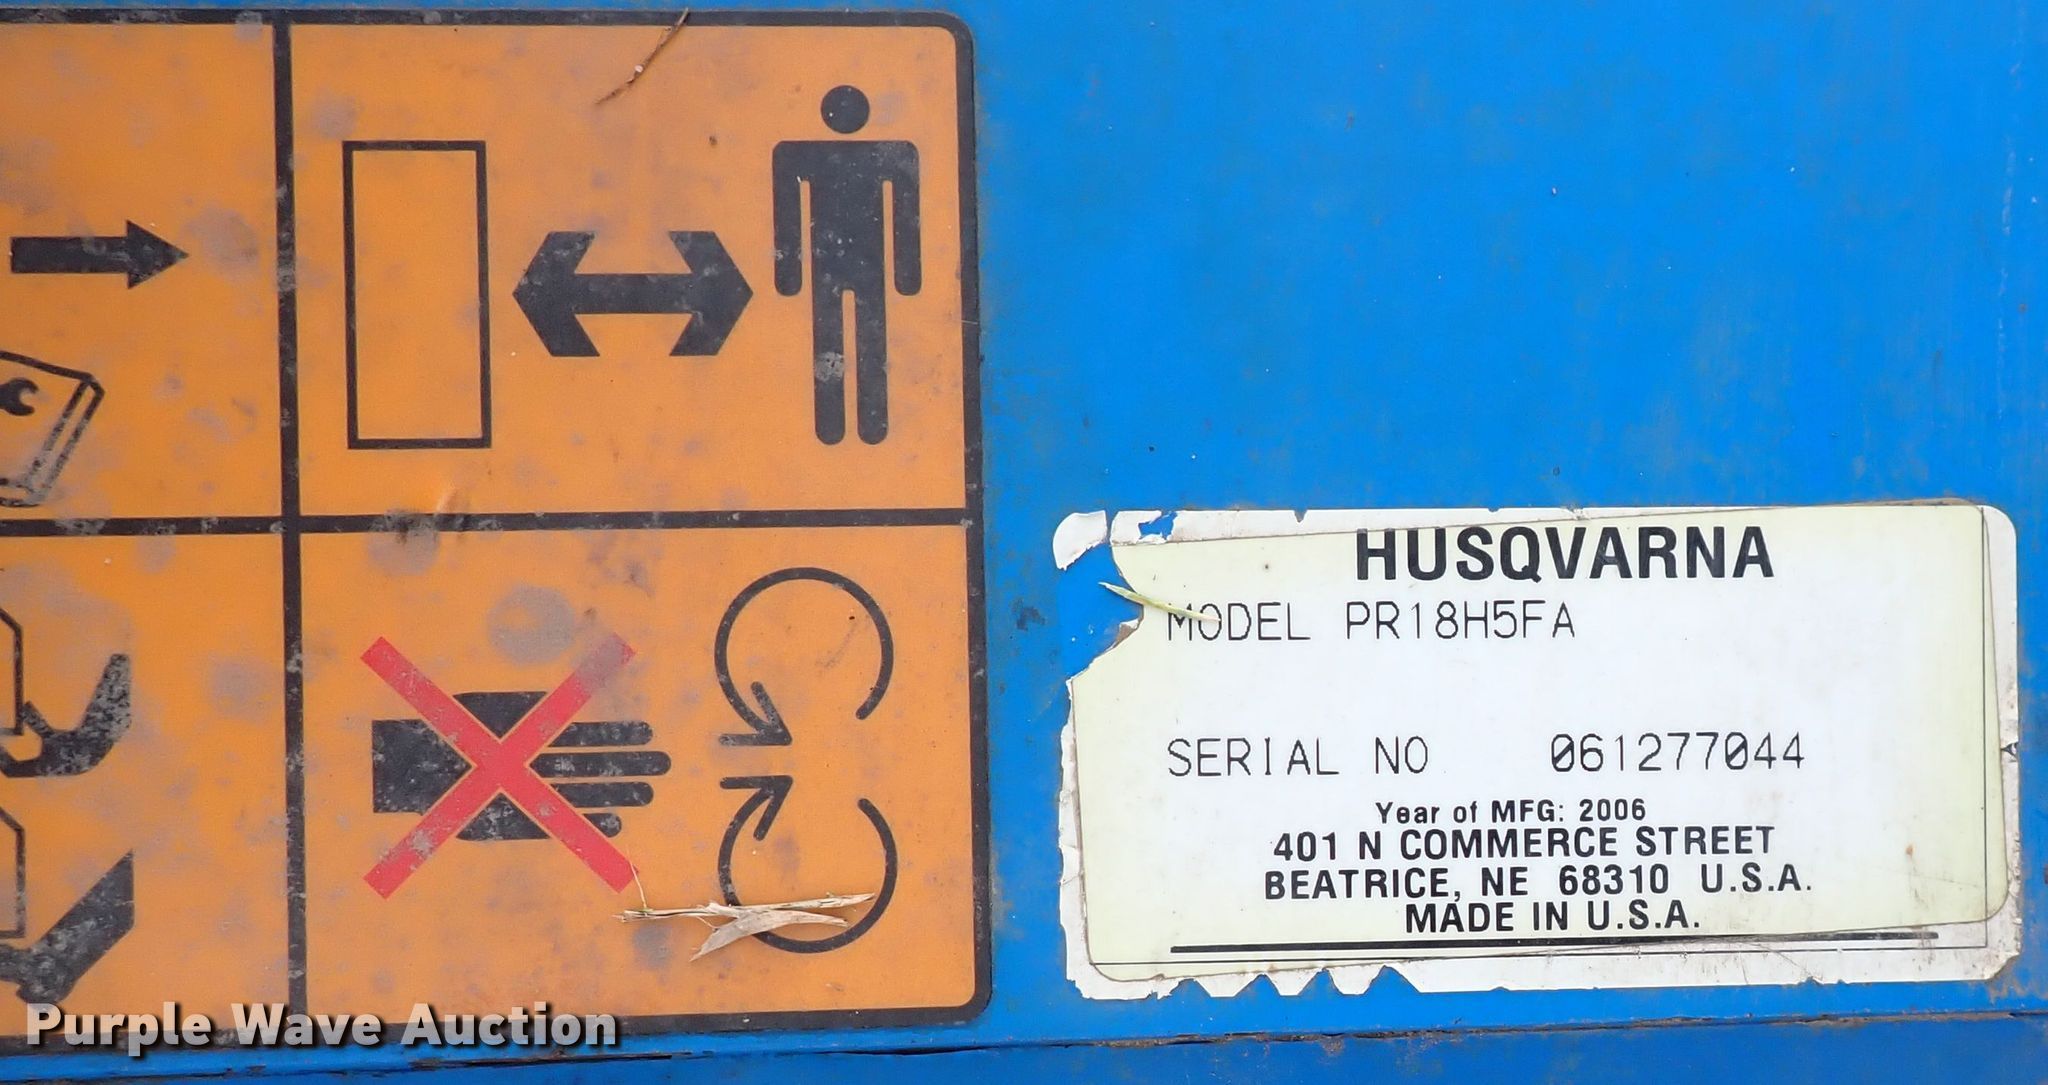 HUSQVARNA
MODEL PR18H5FA
SERIAL NO 061277044
Year of MFG: 2006
401 N COMMERCE STREET
BEATRICE, NE 68310 U.S.A.
MADE IN U.S.A.
Purple Wave Auction